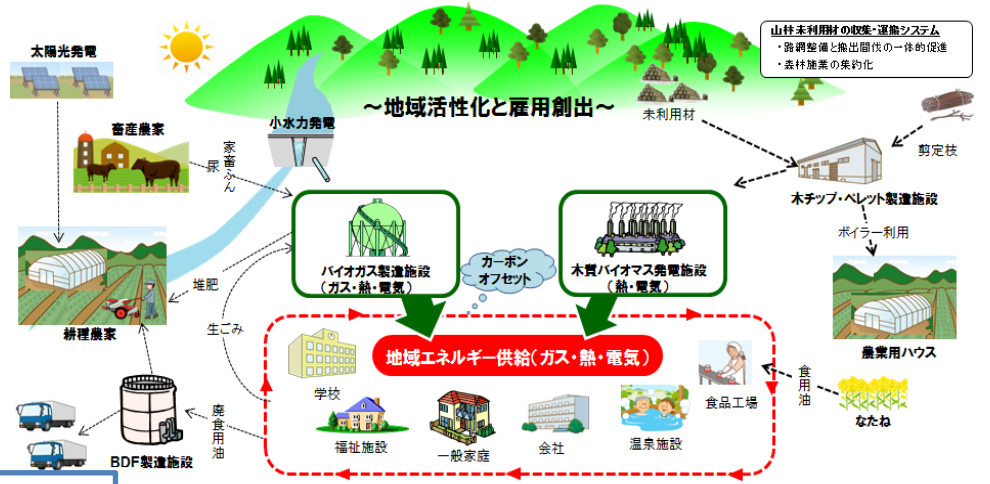 太陽光発電
山林未利用材の収集・運搬システム
・路網整備と搬出間伐の一体的促進
・森林施業の集約化
～地域活性化と雇用創出～
小水力発電
未利用材
剪定枝
畜産農家
家畜ふん
尿
木チップ・ペレット製造施設
ボイラー利用
バイオガス製造施設
（ガス・熱・電気）
カーボン
オフセット
木質バイオマス発電施設
（熱・電気）
堆肥
生ごみ
耕種農家
農業用ハウス
地域エネルギー供給（ガス・熱・電気）
学校
食品工場
食用油
なたね
廃食用油
福祉施設
一般家庭
会社
温泉施設
BDF製造施設